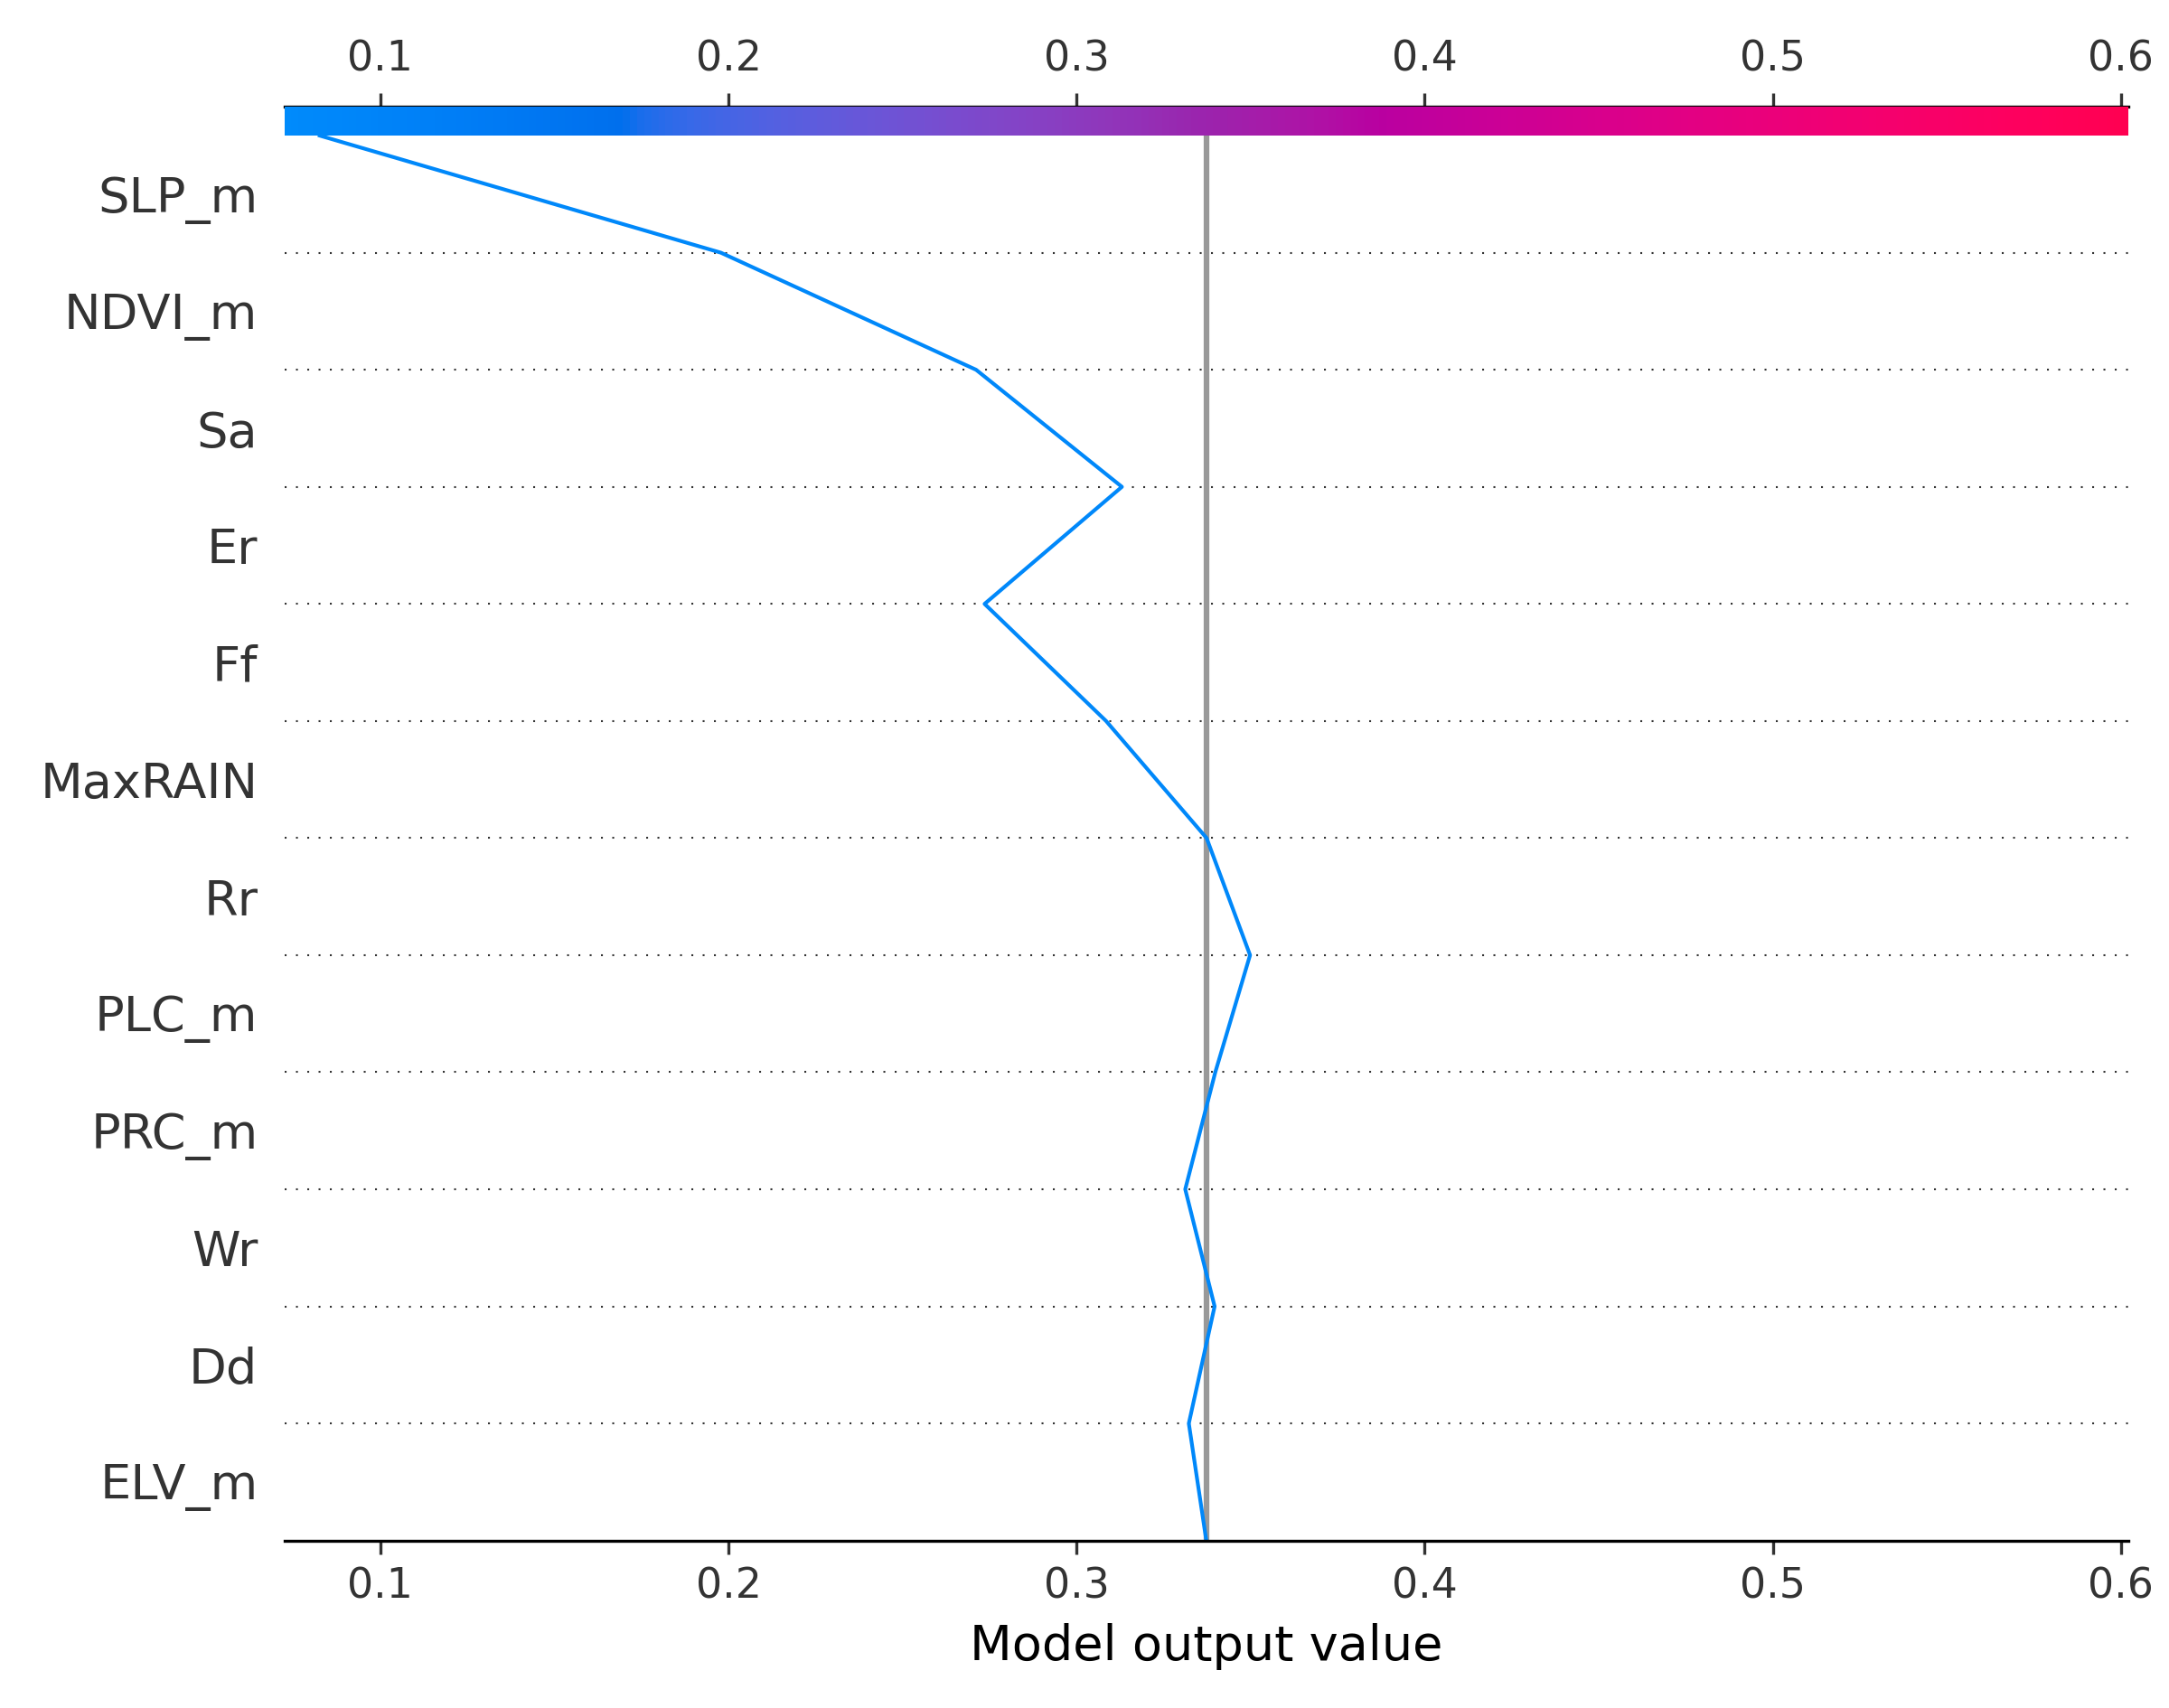 0.1 0.2 0.3 0.4 0.5 0.6
SLP_m
NDVI_m
Sa
Er
Ff
MaxRAIN
Rr
PLC_m
PRC_m
Wr
Dd
ELV_m
0.1 0.2 0.3 0.4 0.5 0.6
Model output value